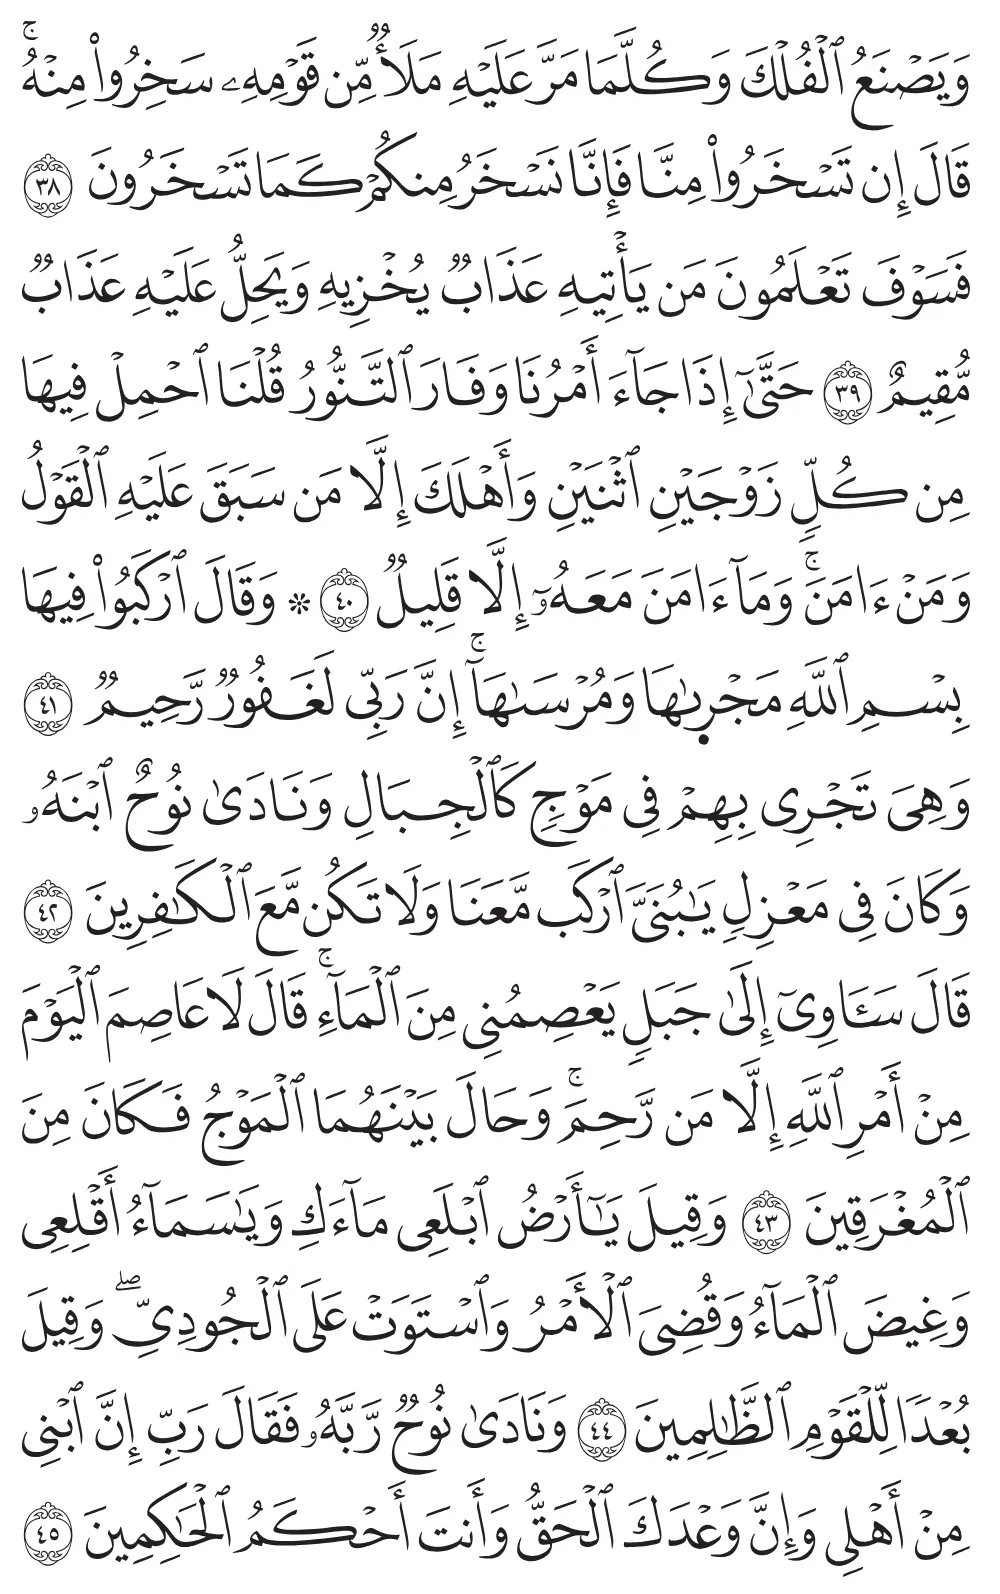 وَيَصْنَعُ ٱلْفُلْكَ وَكُلَّمَا مَرَّ عَلَيْهِ مَلَأٌ مِّن قَوْمِهِۦ سَخِرُوا۟ مِنْهُ ۚ
قَالَ إِن تَسْخَرُوا۟ مِنَّا فَإِنَّا نَسْخَرُ مِنكُمْ كَمَا تَسْخَرُونَ ٣٨
فَسَوْفَ تَعْلَمُونَ مَن يَأْتِيهِ عَذَابٌ يُخْزِيهِ وَيَحِلُّ عَلَيْهِ عَذَابٌ
مُّقِيمٌ ٣٩ حَتَّىٰٓ إِذَا جَآءَ أَمْرُنَا وَفَارَ ٱلتَّنُّورُ قُلْنَا ٱحْمِلْ فِيهَا
مِن كُلٍّ زَوْجَيْنِ ٱثْنَيْنِ وَأَهْلَكَ إِلَّا مَن سَبَقَ عَلَيْهِ ٱلْقَوْلُ
وَمَنْ ءَامَنَ ۚ وَمَآ ءَامَنَ مَعَهُۥٓ إِلَّا قَلِيلٌ ٤٠ * وَقَالَ ٱرْكَبُوا۟ فِيهَا
بِسْمِ ٱللَّهِ مَجْر۪ىٰهَا وَمُرْسَىٰهَآ ۚ إِنَّ رَبِّى لَغَفُورٌ رَّحِيمٌ ٤١
وَهِىَ تَجْرِى بِهِمْ فِى مَوْجٍ كَٱلْجِبَالِ وَنَادَىٰ نُوحٌ ٱبْنَهُۥ
وَكَانَ فِى مَعْزِلٍ يَـٰبُنَىَّ ٱرْكَب مَّعَنَا وَلَا تَكُن مَّعَ ٱلْكَـٰفِرِينَ ٤٢
قَالَ سَـَٔاوِىٓ إِلَىٰ جَبَلٍ يَعْصِمُنِى مِنَ ٱلْمَآءِ ۚ قَالَ لَا عَاصِمَ ٱلْيَوْمَ
مِنْ أَمْرِ ٱللَّهِ إِلَّا مَن رَّحِمَ ۚ وَحَالَ بَيْنَهُمَا ٱلْمَوْجُ فَكَانَ مِنَ
ٱلْمُغْرَقِينَ ٤٣ وَقِيلَ يَـٰٓأَرْضُ ٱبْلَعِى مَآءَكِ وَيَـٰسَمَآءُ أَقْلِعِى
وَغِيضَ ٱلْمَآءُ وَقُضِىَ ٱلْأَمْرُ وَٱسْتَوَتْ عَلَى ٱلْجُودِىِّ ۖ وَقِيلَ
بُعْدًا لِّلْقَوْمِ ٱلظَّـٰلِمِينَ ٤٤ وَنَادَىٰ نُوحٌ رَّبَّهُۥ فَقَالَ رَبِّ إِنَّ ٱبْنِى
مِنْ أَهْلِى وَإِنَّ وَعْدَكَ ٱلْحَقُّ وَأَنتَ أَحْكَمُ ٱلْحَـٰكِمِينَ ٤٥